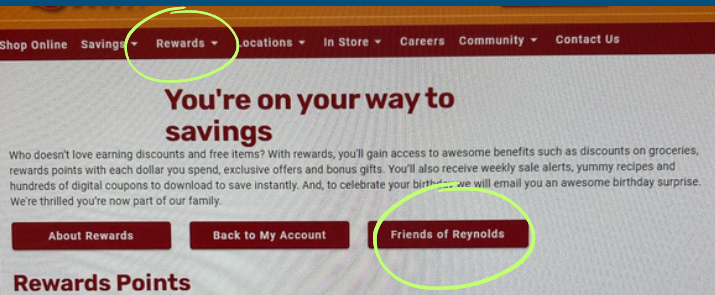 Shop Online Savings Rewards Locations In Store Careers Community Contact Us
You're on your way to
savings
Who doesn't love earning discounts and free items? With rewards, you'll gain access to awesome benefits such as discounts on groceries,
rewards points with each dollar you spend, exclusive offers and bonus gifts. You'll also receive weekly sale alerts, yummy recipes and
hundreds of digital coupons to download to save instantly. And, to celebrate your birthday we will email you an awesome birthday surprise.
We're thrilled you're now part of our family.
About Rewards Back to My Account Friends of Reynolds
Rewards Points